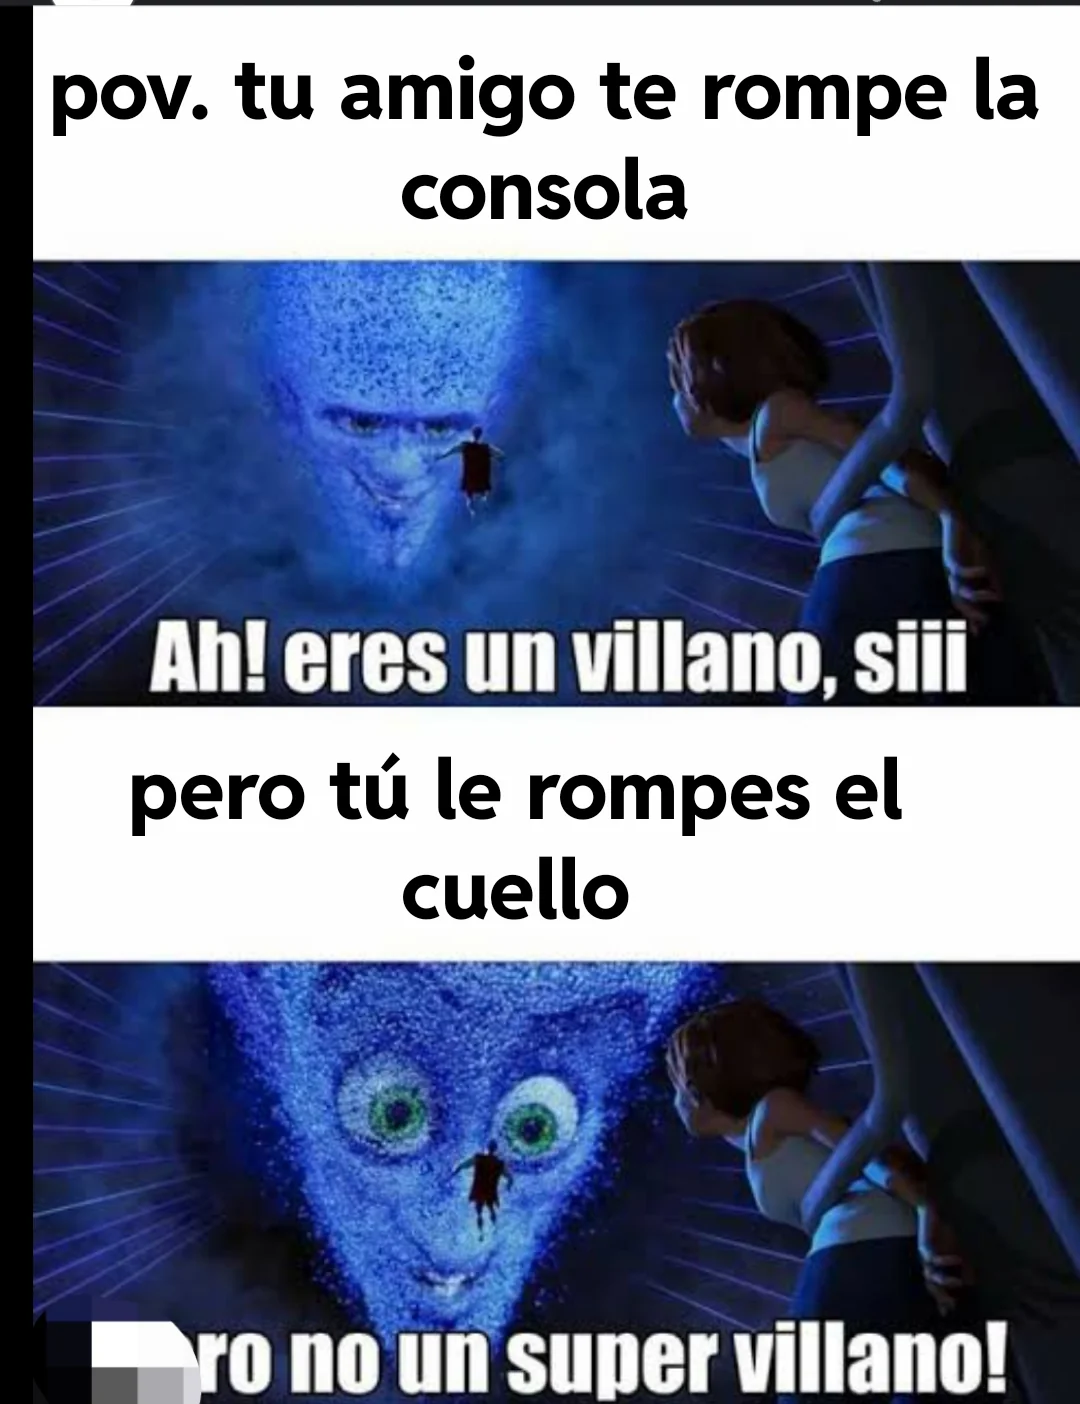 pov. tu amigo te rompe la
consola
Ah! eres un villano, siii
pero tú le rompes el
cuello
ro no un super villano!